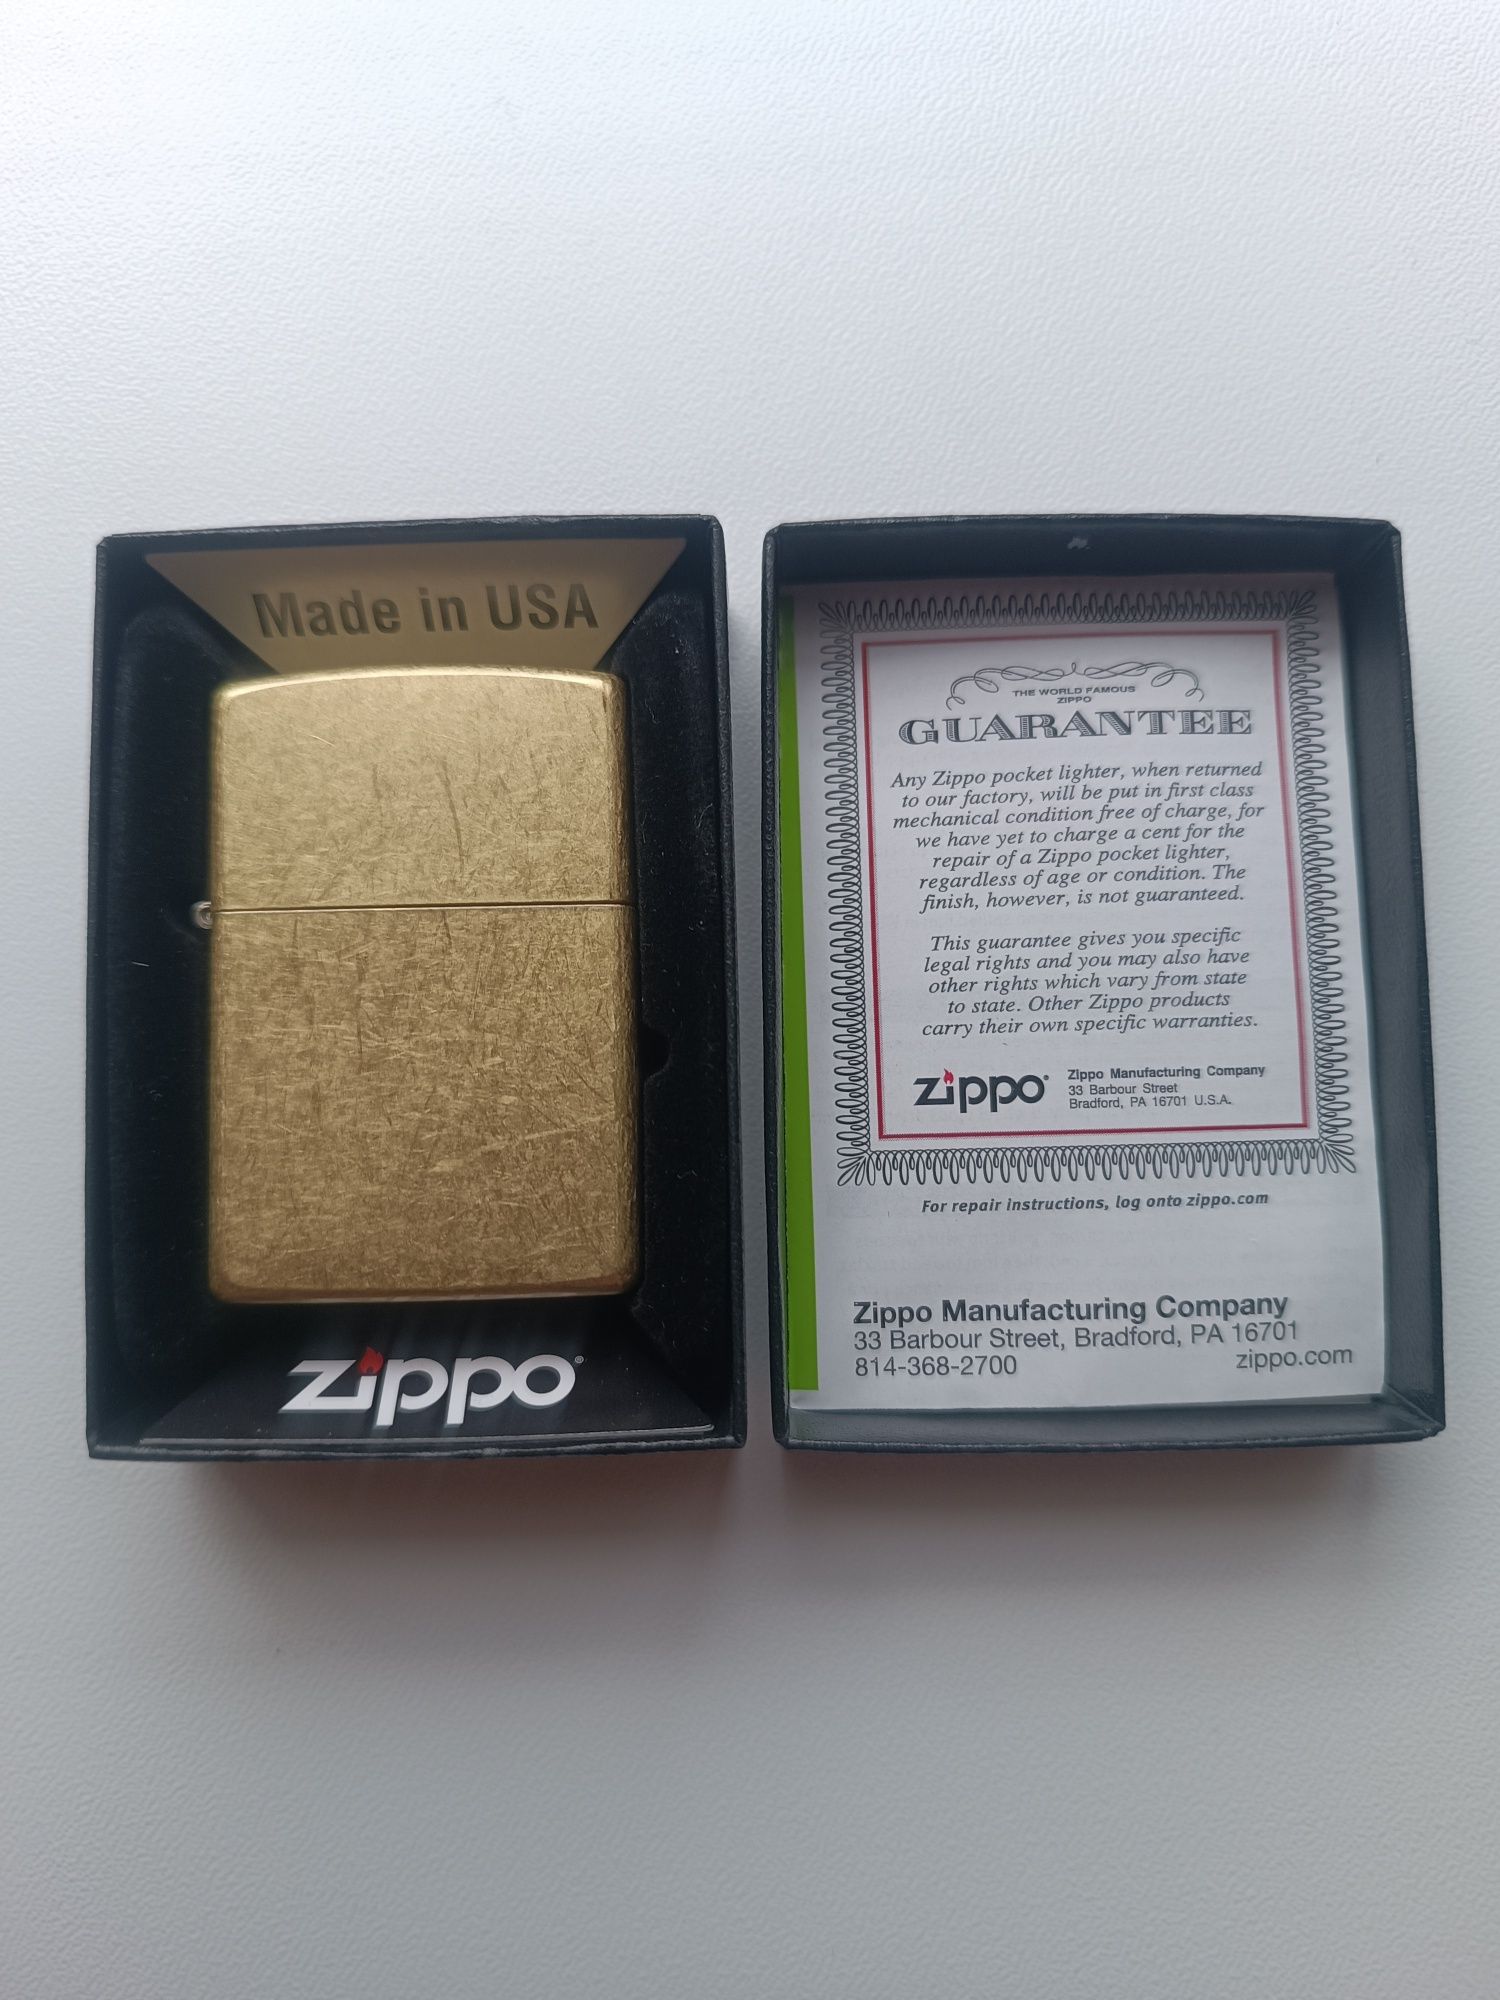 Made in USA
zippo®
THE WORLD FAMOUS
ZIPPO
GUARANTEE
Any Zippo pocket lighter, when returned
to our factory, will be put in first class
mechanical condition free of charge, for
we have yet to charge a cent for the
repair of a Zippo pocket lighter,
regardless of age or condition. The
finish, however, is not guaranteed.
This guarantee gives you specific
legal rights and you may also have
other rights which vary from state
to state. Other Zippo products
carry their own specific warranties.
zippo®
Zippo Manufacturing Company
33 Barbour Street
Bradford, PA 16701 U.S.A.
For repair instructions, log onto zippo.com
Zippo Manufacturing Company
33 Barbour Street, Bradford, PA 16701
814-368-2700 zippo.com